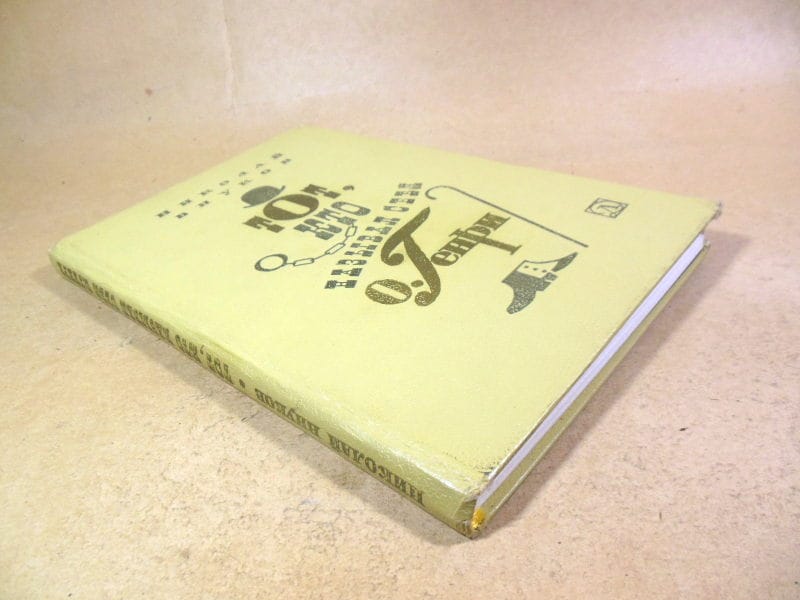 НИКОЛАЙ
ВНУКОВ
ТОТ,
КТО
НАЗЫВАЛ СЕБЯ
О. Генри
НИКОЛАЙ ВНУКОВ • ТОТ, КТО НАЗЫВАЛ СЕБЯ О. ГЕНРИ